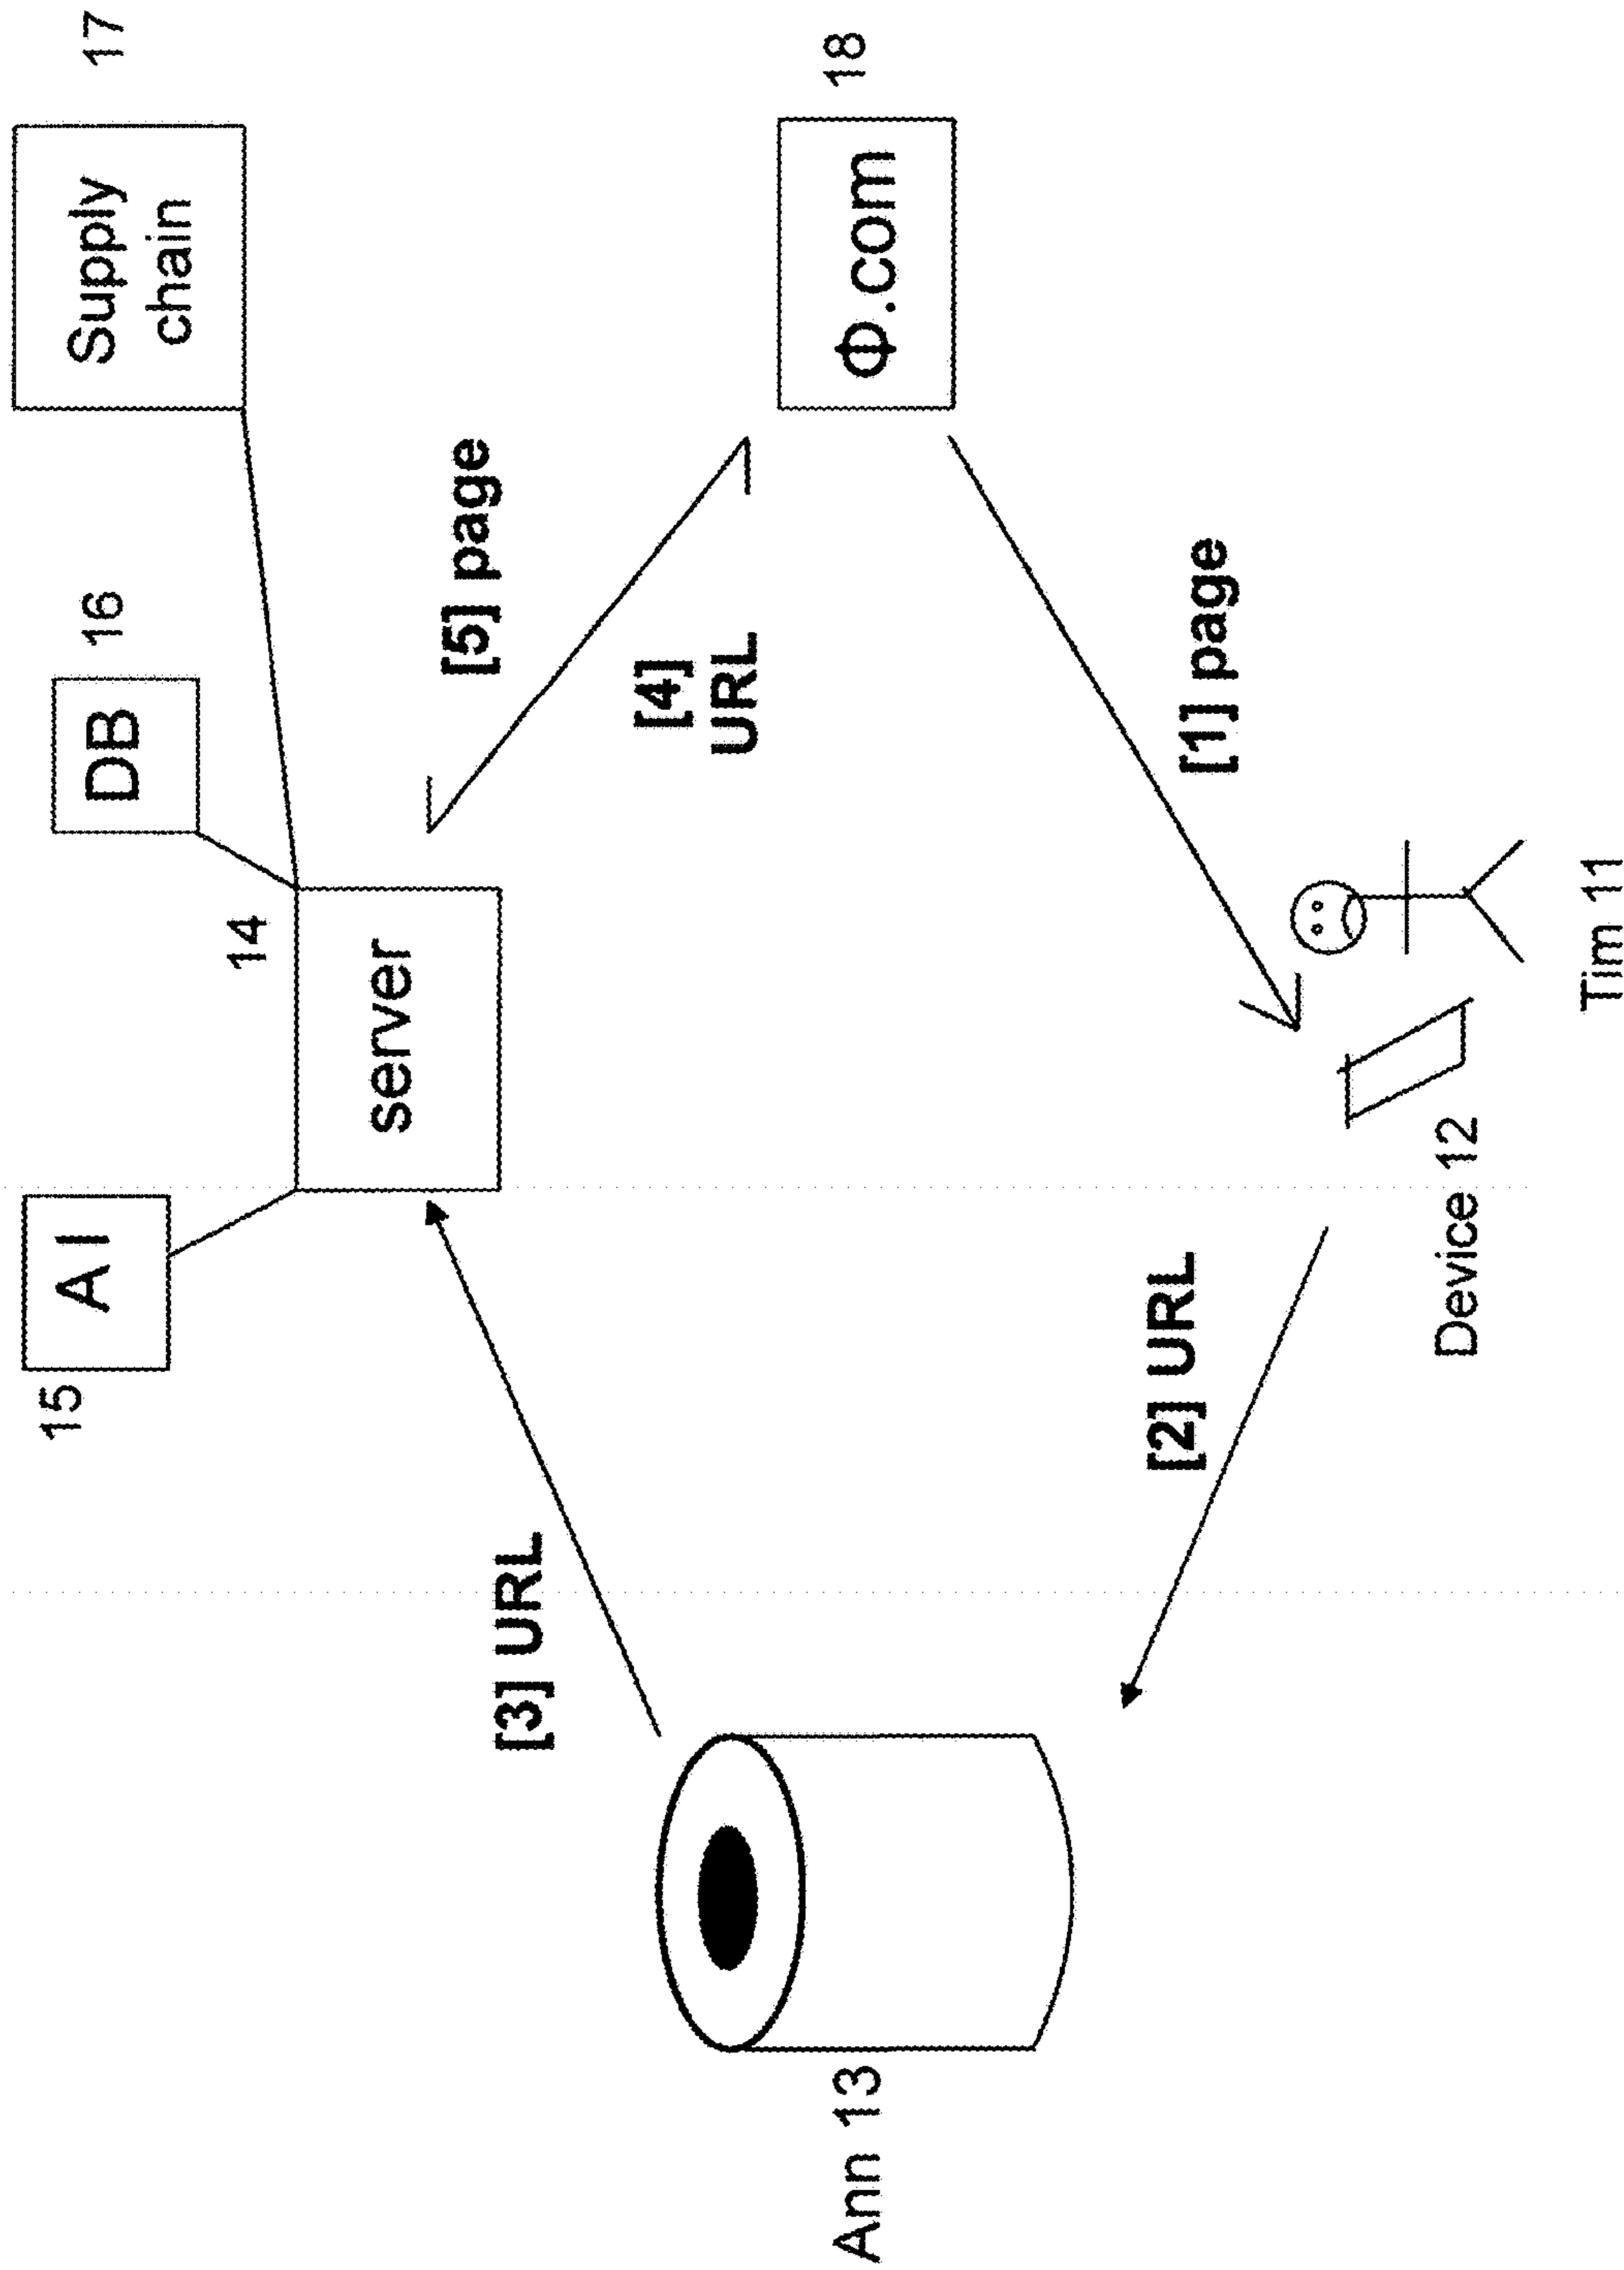 15
A I
DB
16
Supply
chain
17
14
server
[3] URL
[5] page
[4]
URL
Ann 13
Φ.com
18
[2] URL
[1] page
Device 12
Tim 11